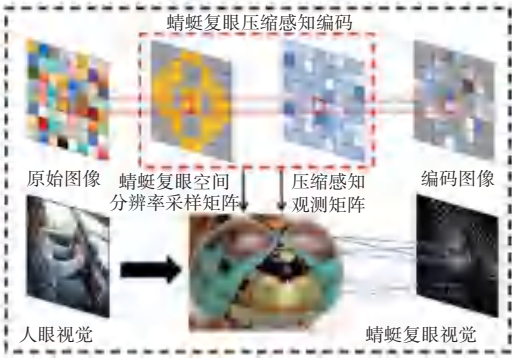 蜻蜓复眼压缩感知编码
原始图像
蜻蜓复眼空间
分辨率采样矩阵
压缩感知
观测矩阵
编码图像
人眼视觉
蜻蜓复眼视觉